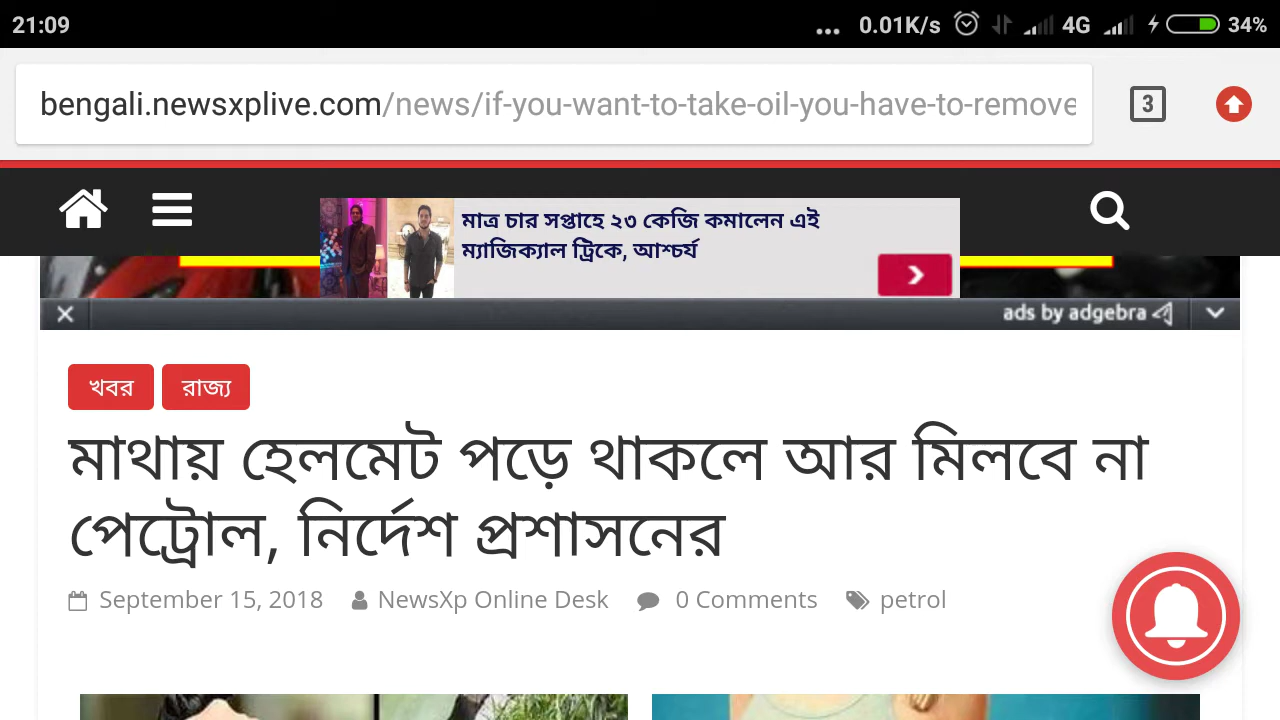 21:09
... 0.01K/s 4G 34%
bengali.newsxplive.com/news/if-you-want-to-take-oil-you-have-to-remove
3
মাত্র চার সপ্তাহে ২৩ কেজি কমালেন এই
ম্যাজিক্যাল ট্রিকে, আশ্চর্য
ads by adgebra
খবর রাজ্য
মাথায় হেলমেট পড়ে থাকলে আর মিলবে না
পেট্রোল, নির্দেশ প্রশাসনের
September 15, 2018 NewsXp Online Desk 0 Comments petrol